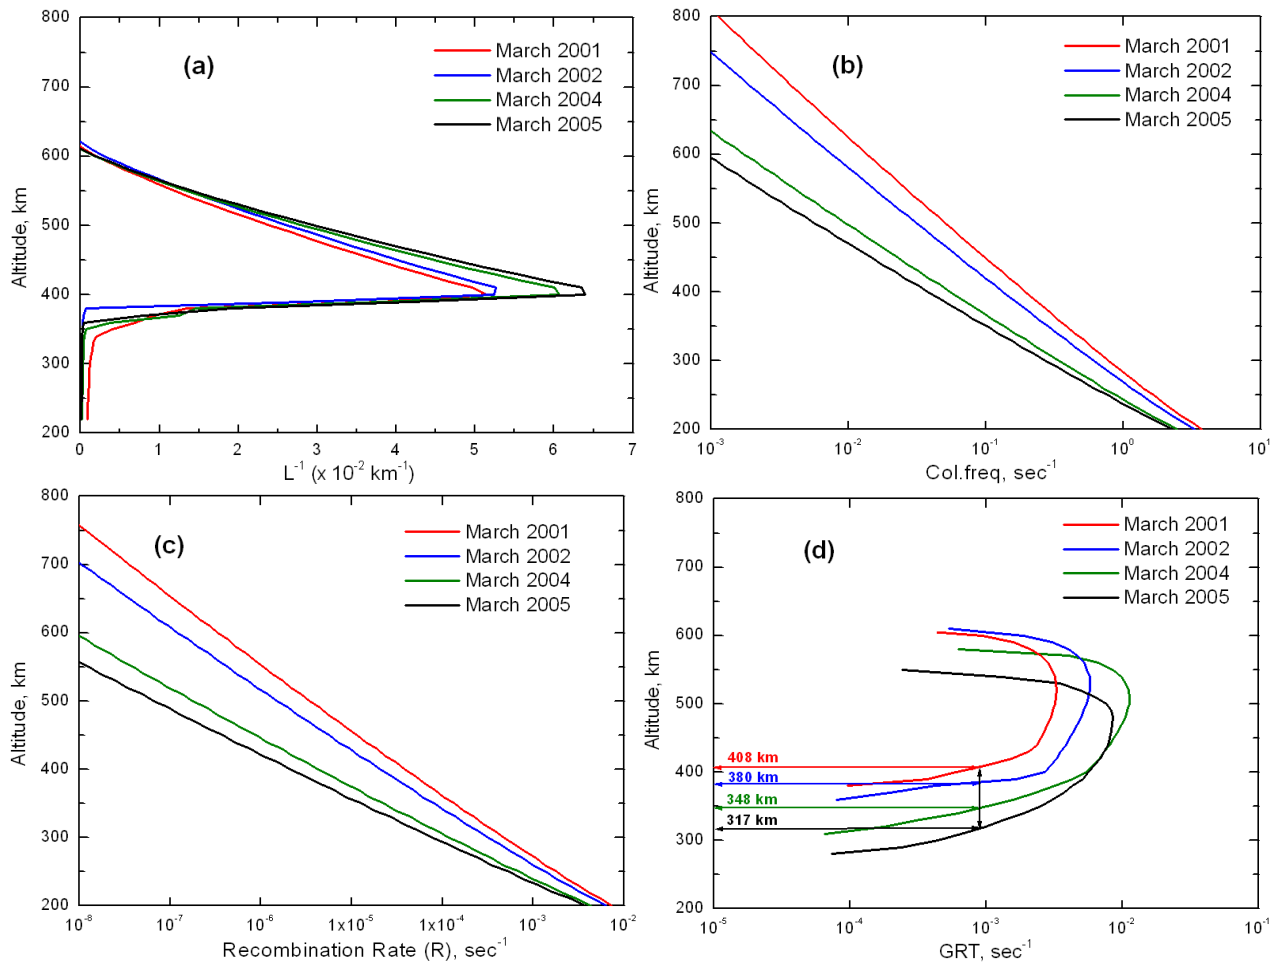 (a)
March 2001
March 2002
March 2004
March 2005
800
700
600
500
400
300
200
Altitude, km
0 1 2 3 4 5 6 7
L⁻¹ (x 10⁻² km⁻¹)
(b)
March 2001
March 2002
March 2004
March 2005
800
700
600
500
400
300
200
Altitude, km
10⁻³ 10⁻² 10⁻¹ 10⁰ 10¹
Col.freq, sec⁻¹
(c)
March 2001
March 2002
March 2004
March 2005
800
700
600
500
400
300
200
Altitude, km
10⁻⁸ 10⁻⁷ 10⁻⁶ 1x10⁻⁵ 1x10⁻⁴ 10⁻³ 10⁻²
Recombination Rate (R), sec⁻¹
(d)
March 2001
March 2002
March 2004
March 2005
800
700
600
500
400
300
200
Altitude, km
408 km
380 km
348 km
317 km
10⁻⁵ 10⁻⁴ 10⁻³ 10⁻² 10⁻¹
GRT, sec⁻¹